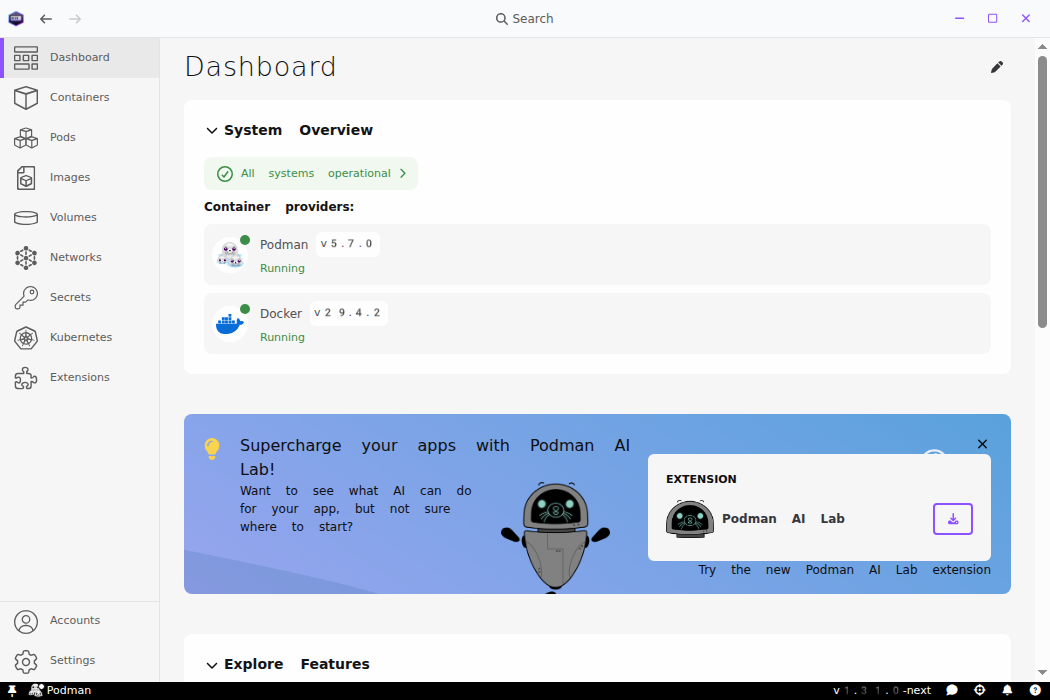 Search
Dashboard
Containers
Pods
Images
Volumes
Networks
Secrets
Kubernetes
Extensions
Accounts
Settings
Dashboard
System Overview
All systems operational
Container providers:
Podman v5.7.0
Running
Docker v29.4.2
Running
Supercharge your apps with Podman AI
Lab!
Want to see what AI can do
for your app, but not sure
where to start?
EXTENSION
Podman AI Lab
Try the new Podman AI Lab extension
Explore Features
Podman
v1.31.0-next